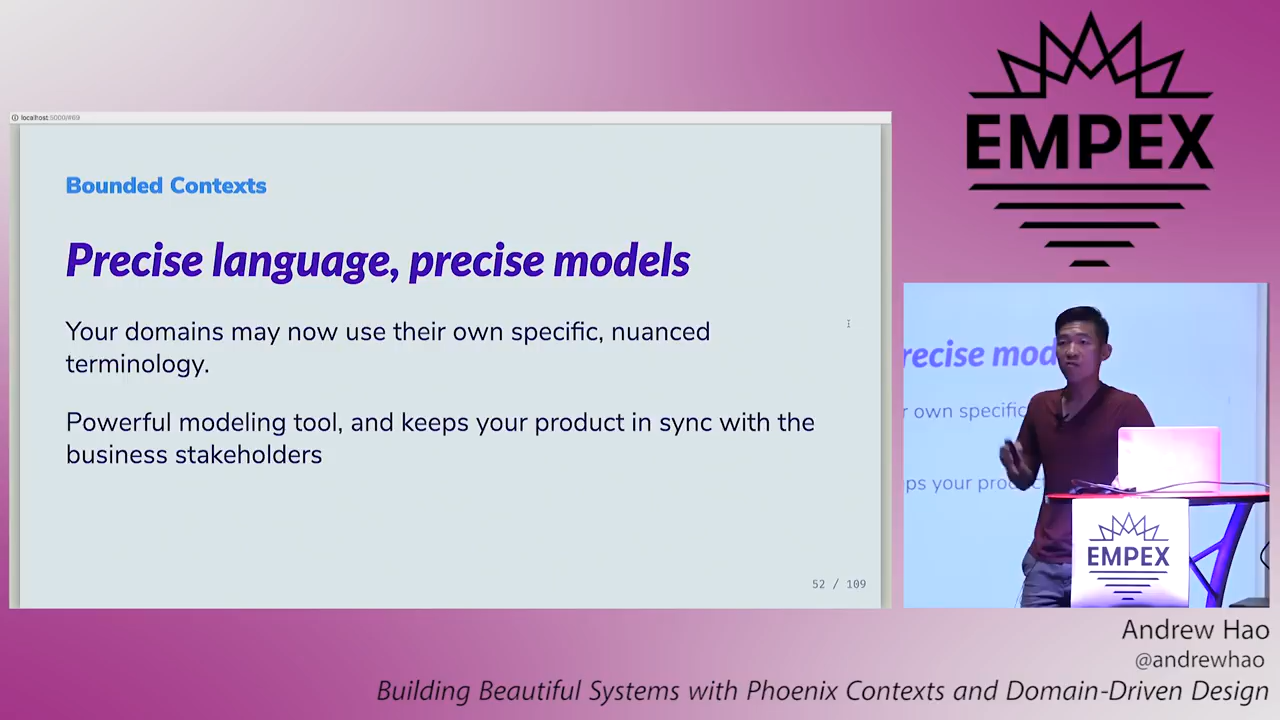 EMPEX
localhost:5000/#69
Bounded Contexts
Precise language, precise models
Your domains may now use their own specific, nuanced
terminology.
Powerful modeling tool, and keeps your product in sync with the
business stakeholders
52 / 109
recise mod
r own specific
ps your product
EMPEX
Andrew Hao
@andrewhao
Building Beautiful Systems with Phoenix Contexts and Domain-Driven Design